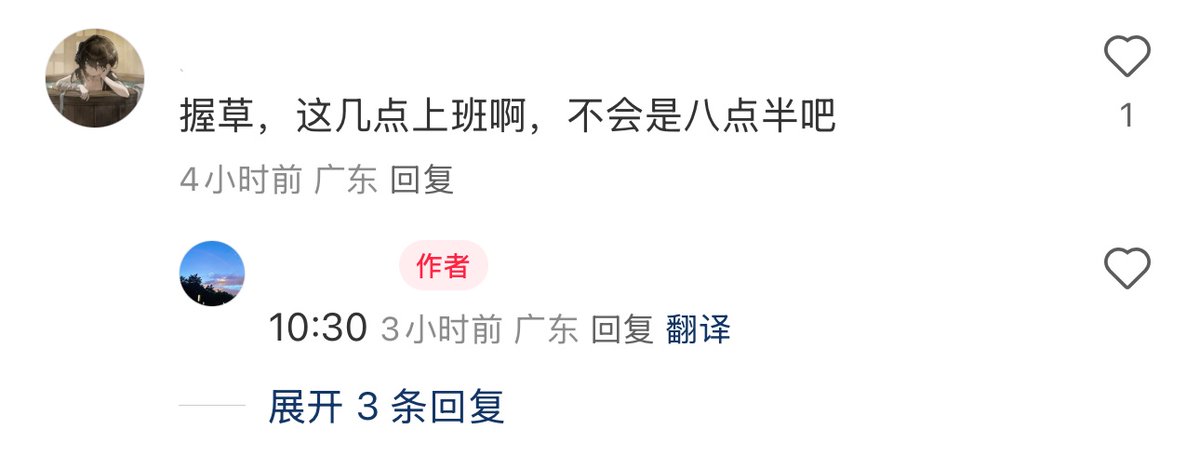 握草，这几点上班啊，不会是八点半吧
1
4小时前 广东 回复
作者
10:30 3小时前 广东 回复 翻译
展开 3 条回复